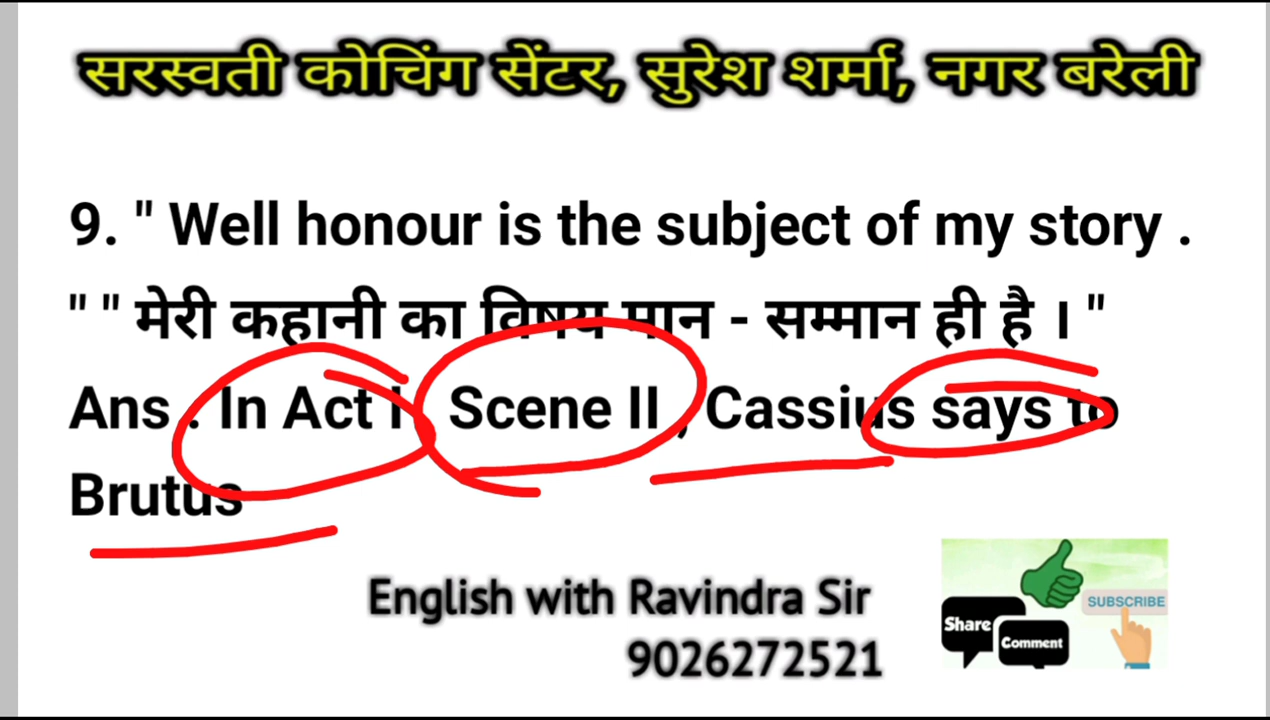 सरस्वती कोचिंग सेंटर, सुरेश शर्मा, नगर बरेली
9. " Well honour is the subject of my story .
" " मेरी कहानी का विषय मान - सम्मान ही है । "
Ans . In Act I Scene II , Cassius says to
Brutus
English with Ravindra Sir
9026272521
SUBSCRIBE
Share
Comment